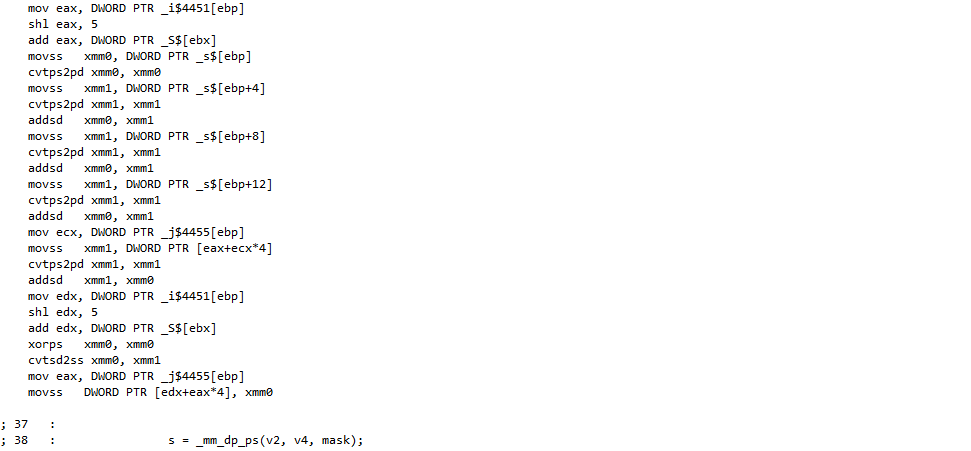 mov eax, DWORD PTR _i$4451[ebp]
shl eax, 5
add eax, DWORD PTR _S$[ebx]
movss   xmm0, DWORD PTR _s$[ebp]
cvtps2pd xmm0, xmm0
movss   xmm1, DWORD PTR _s$[ebp+4]
cvtps2pd xmm1, xmm1
addsd   xmm0, xmm1
movss   xmm1, DWORD PTR _s$[ebp+8]
cvtps2pd xmm1, xmm1
addsd   xmm0, xmm1
movss   xmm1, DWORD PTR _s$[ebp+12]
cvtps2pd xmm1, xmm1
addsd   xmm0, xmm1
mov ecx, DWORD PTR _j$4455[ebp]
movss   xmm1, DWORD PTR [eax+ecx*4]
cvtps2pd xmm1, xmm1
addsd   xmm1, xmm0
mov edx, DWORD PTR _i$4451[ebp]
shl edx, 5
add edx, DWORD PTR _S$[ebx]
xorps   xmm0, xmm0
cvtsd2ss xmm0, xmm1
mov eax, DWORD PTR _j$4455[ebp]
movss   DWORD PTR [edx+eax*4], xmm0
; 37   :
; 38   :                s = _mm_dp_ps(v2, v4, mask);